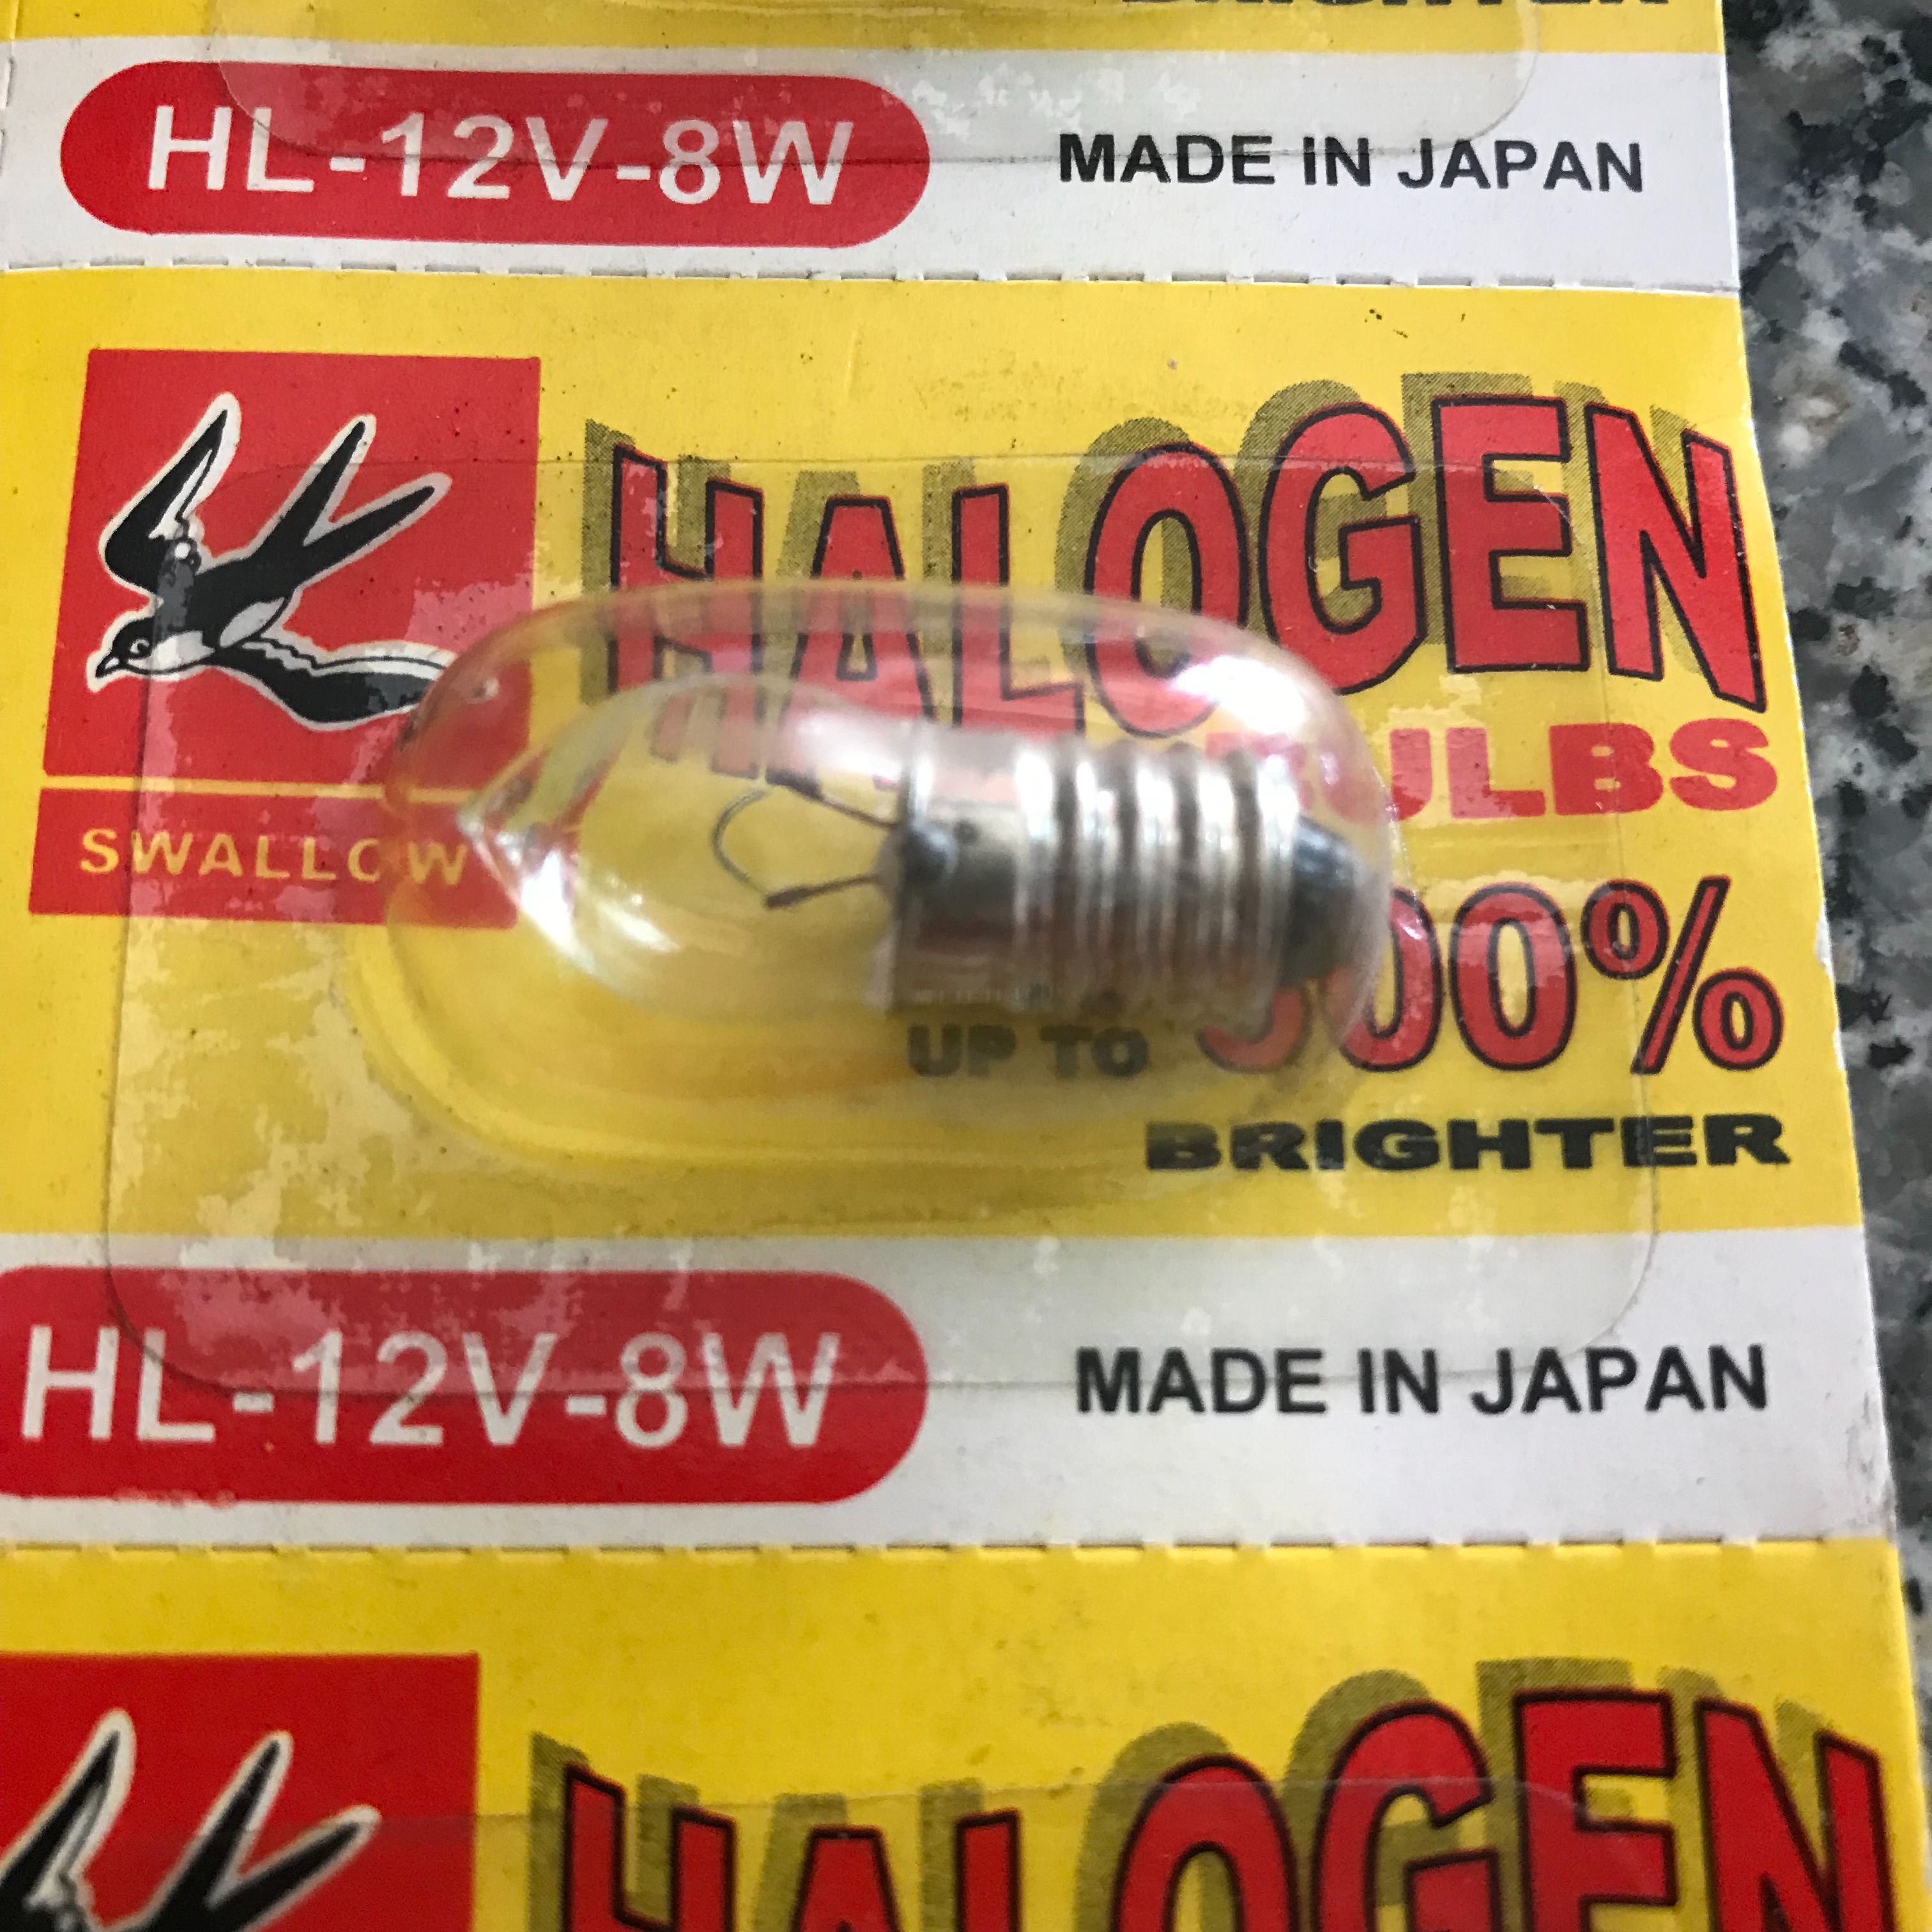 BRIGHTER
HL-12V-8W
MADE IN JAPAN
HALOGEN
BULBS
SWALLOW
UP TO
BRIGHTER
HL-12V-8W
MADE IN JAPAN
HALOGEN